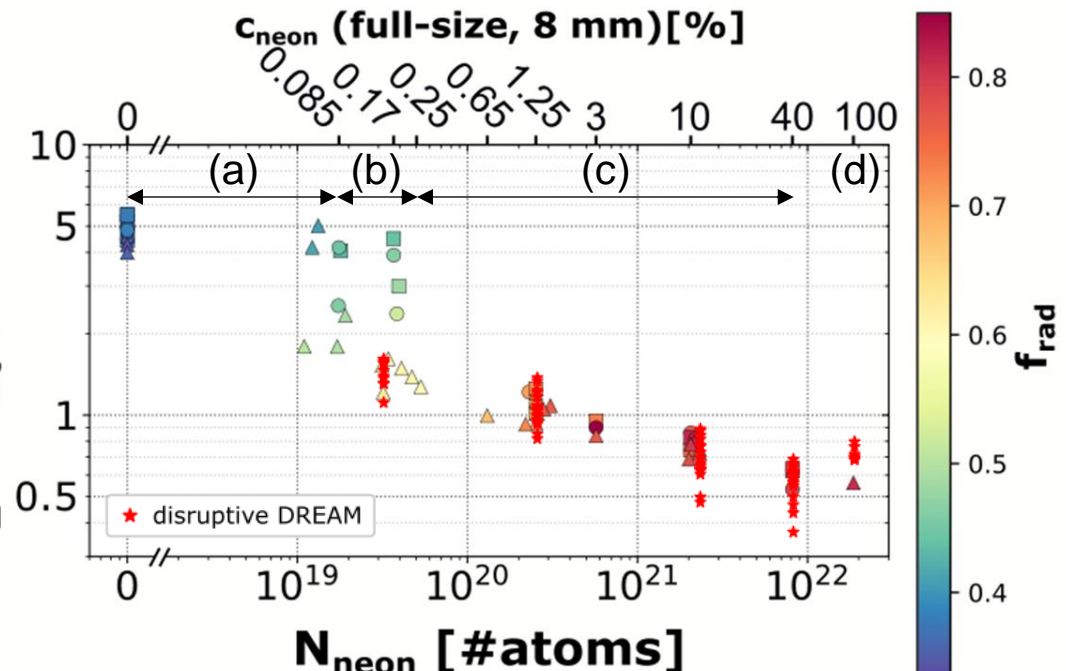 c_neon (full-size, 8 mm)[%]
0 0.085 0.17 0.25 0.65 1.25 3 10 40 100
(a) (b) (c) (d)
10
5
1
0.5
disruptive DREAM
0 10^19 10^20 10^21 10^22
N_neon [#atoms]
0.8
0.7
0.6
0.5
0.4
f_rad